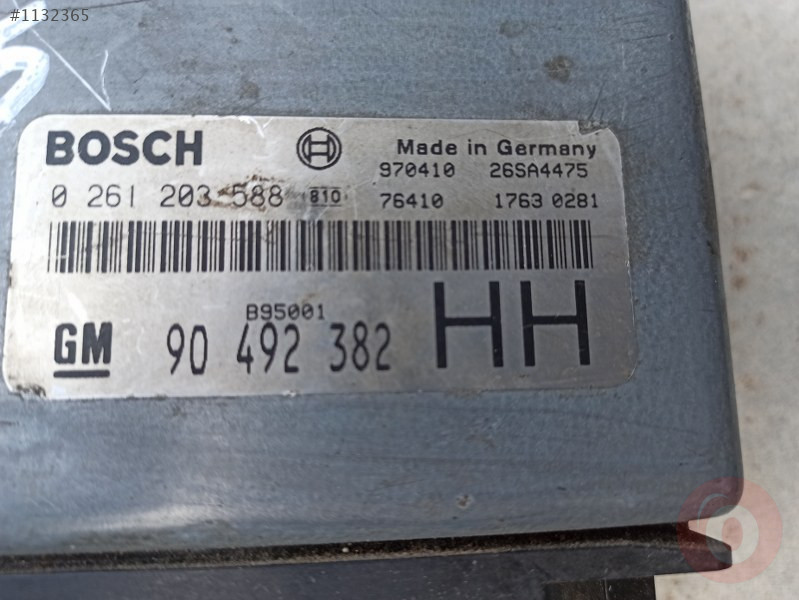 #1132365
BOSCH Made in Germany
970410 26SA4475
0 261 203 588 810 76410 1763 0281
B95001
GM 90 492 382 HH